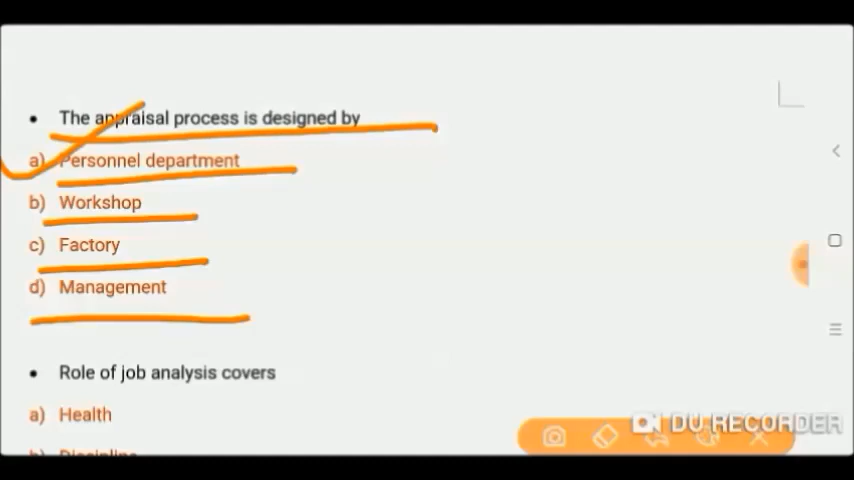 • The appraisal process is designed by
a) Personnel department
b) Workshop
c) Factory
d) Management
• Role of job analysis covers
a) Health
b) Discipline
DU RECORDER